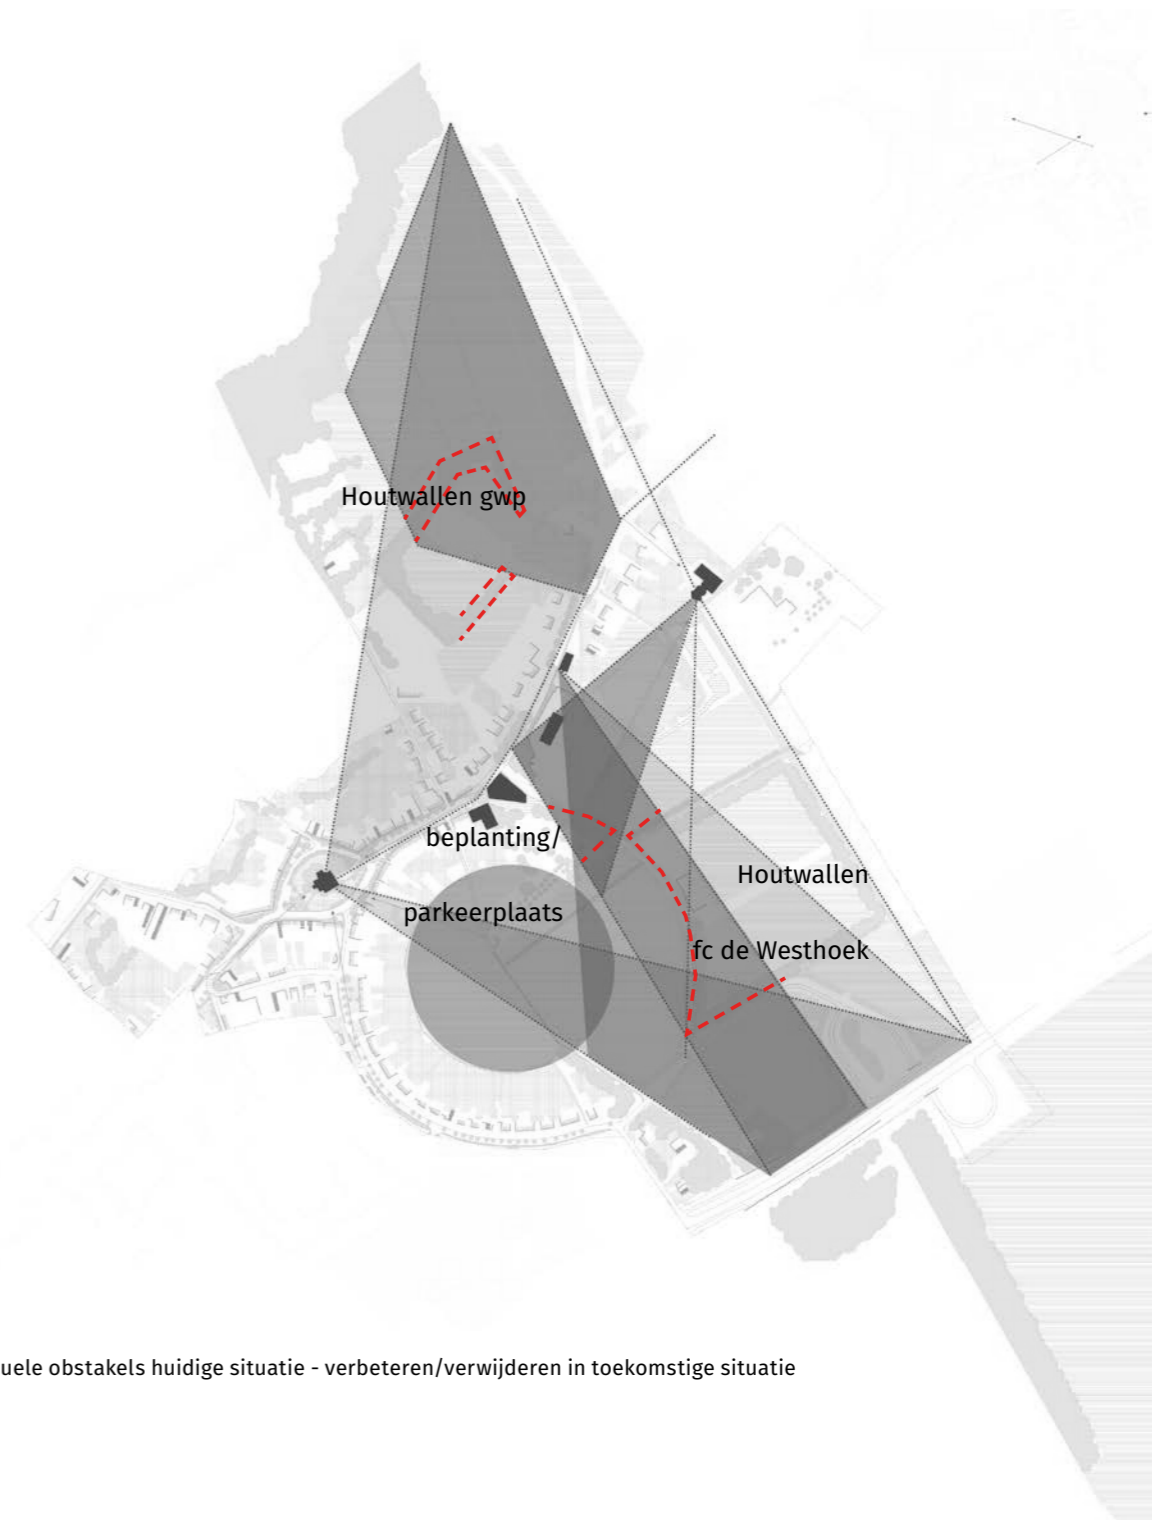 Houtwallen gwp
beplanting/
parkeerplaats
Houtwallen
fc de Westhoek
uele obstakels huidige situatie - verbeteren/verwijderen in toekomstige situatie